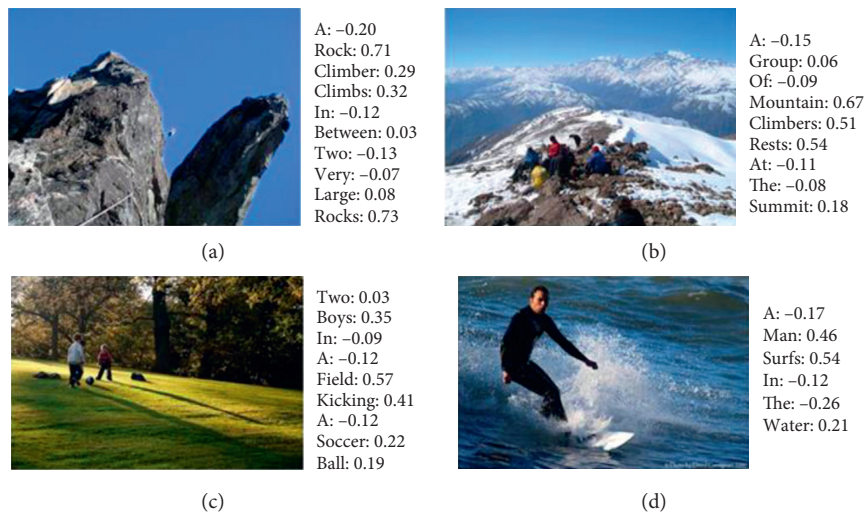 A: –0.20
Rock: 0.71
Climber: 0.29
Climbs: 0.32
In: –0.12
Between: 0.03
Two: –0.13
Very: –0.07
Large: 0.08
Rocks: 0.73
(a)
A: –0.15
Group: 0.06
Of: –0.09
Mountain: 0.67
Climbers: 0.51
Rests: 0.54
At: –0.11
The: –0.08
Summit: 0.18
(b)
Two: 0.03
Boys: 0.35
In: –0.09
A: –0.12
Field: 0.57
Kicking: 0.41
A: –0.12
Soccer: 0.22
Ball: 0.19
(c)
A: –0.17
Man: 0.46
Surfs: 0.54
In: –0.12
The: –0.26
Water: 0.21
(d)